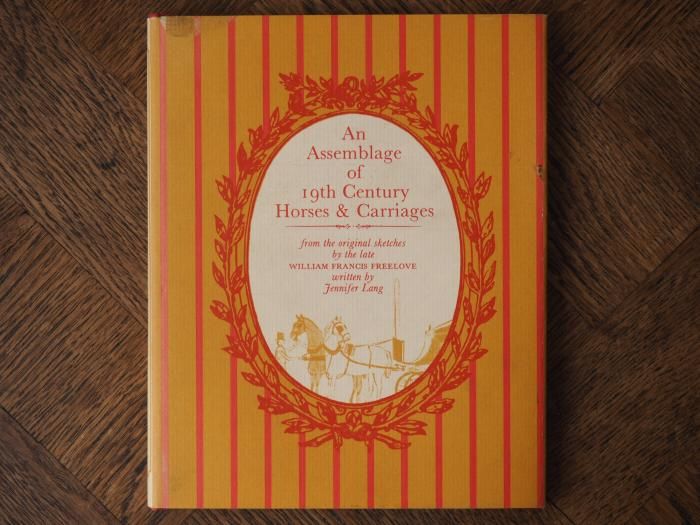 An
Assemblage
of
19th Century
Horses & Carriages
from the original sketches
by the late
WILLIAM FRANCIS FREELOVE
written by
Jennifer Lang